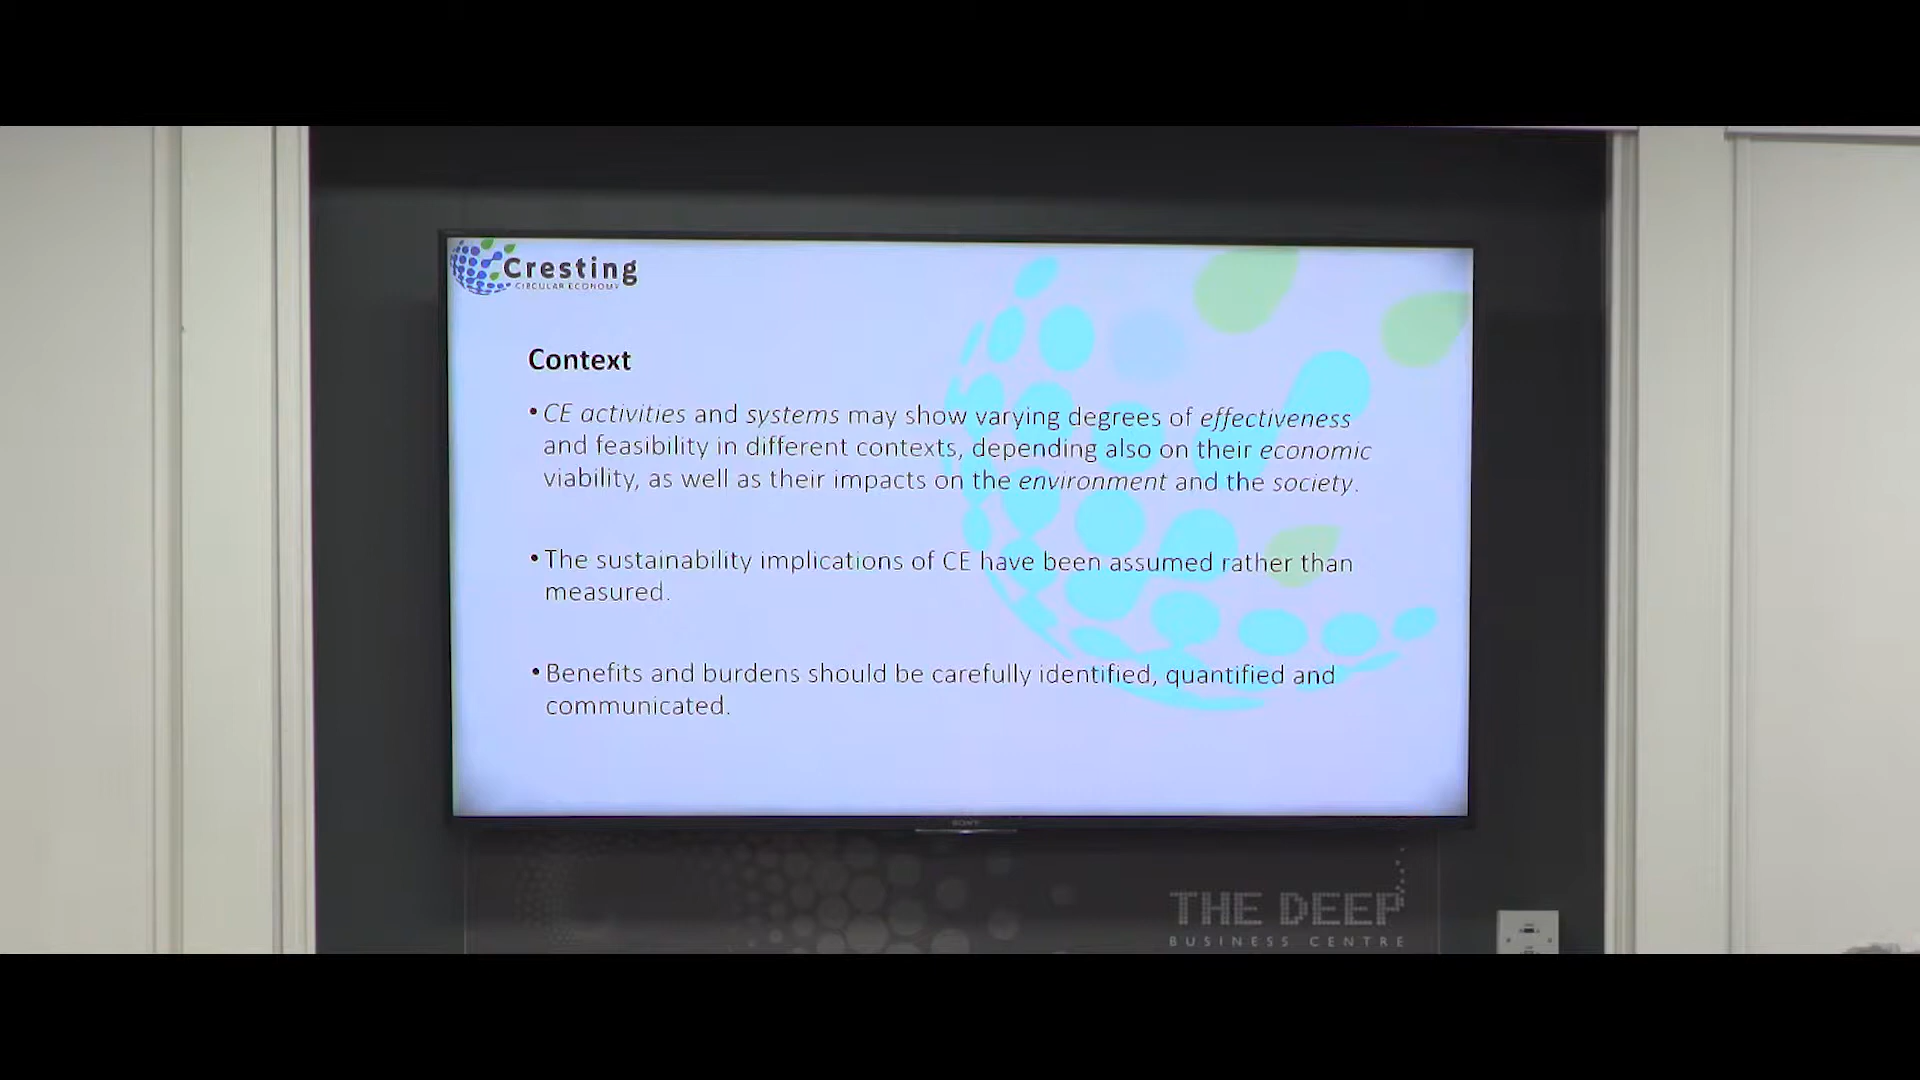 Cresting
CIRCULAR ECONOMY
Context
• CE activities and systems may show varying degrees of effectiveness
and feasibility in different contexts, depending also on their economic
viability, as well as their impacts on the environment and the society.
• The sustainability implications of CE have been assumed rather than
measured.
• Benefits and burdens should be carefully identified, quantified and
communicated.
SONY
THE DEEP
BUSINESS CENTRE